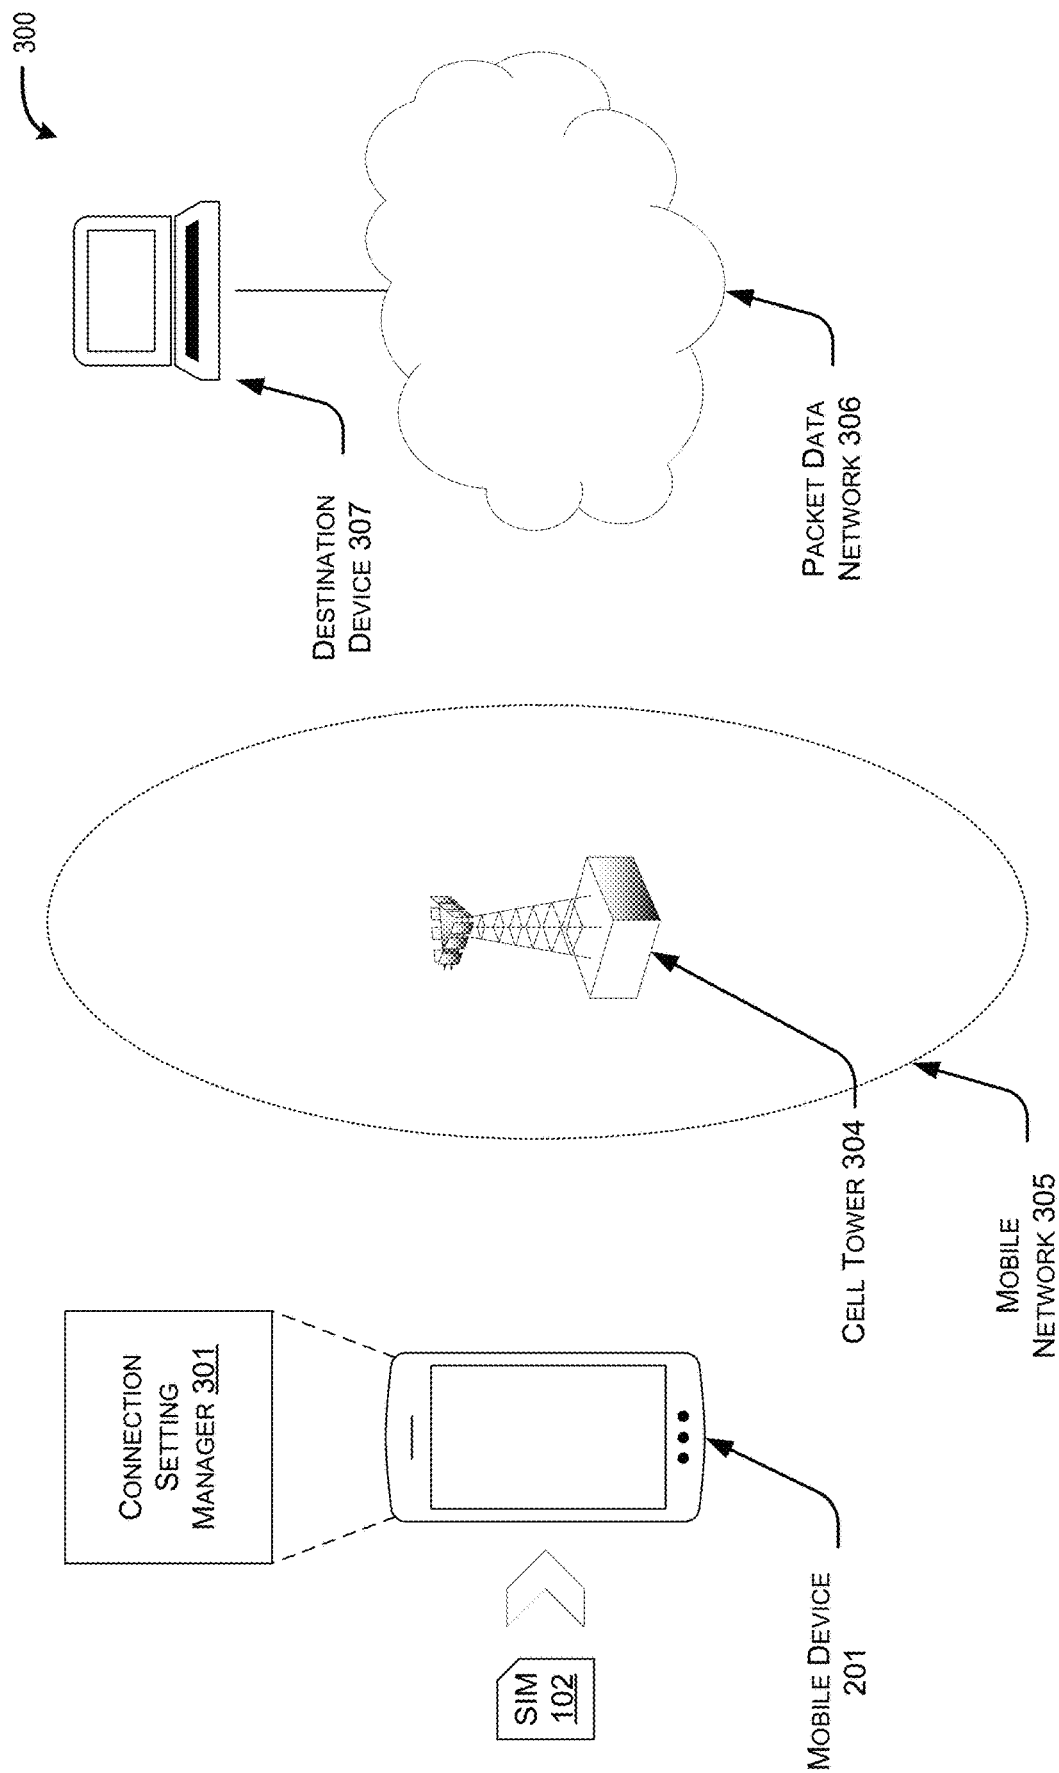 300
CONNECTION
SETTING
MANAGER 301
SIM
102
MOBILE DEVICE
201
CELL TOWER 304
MOBILE
NETWORK 305
DESTINATION
DEVICE 307
PACKET DATA
NETWORK 306